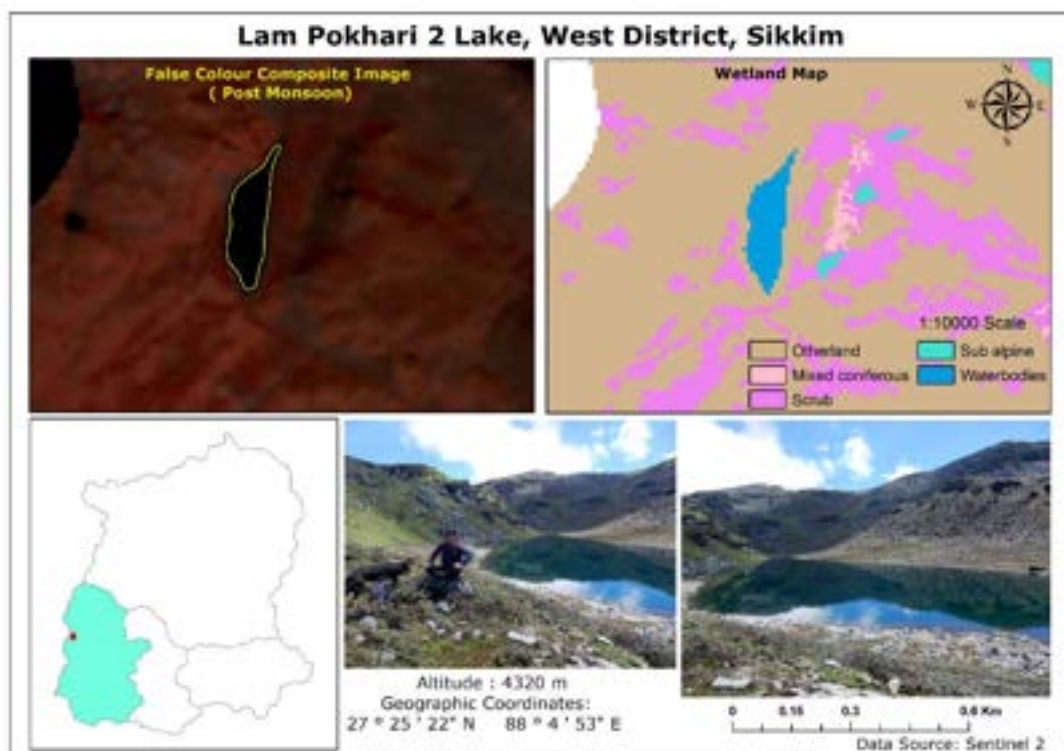 Lam Pokhari 2 Lake, West District, Sikkim
False Colour Composite Image
( Post Monsoon)
Wetland Map
N
W E
S
1:10000 Scale
Otherland
Sub alpine
Mixed coniferous
Waterbodies
Scrub
Altitude : 4320 m
Geographic Coordinates:
27 º 25 ' 22" N 88 º 4 ' 53" E
0 0.15 0.3 0.6 Km
Data Source: Sentinel 2